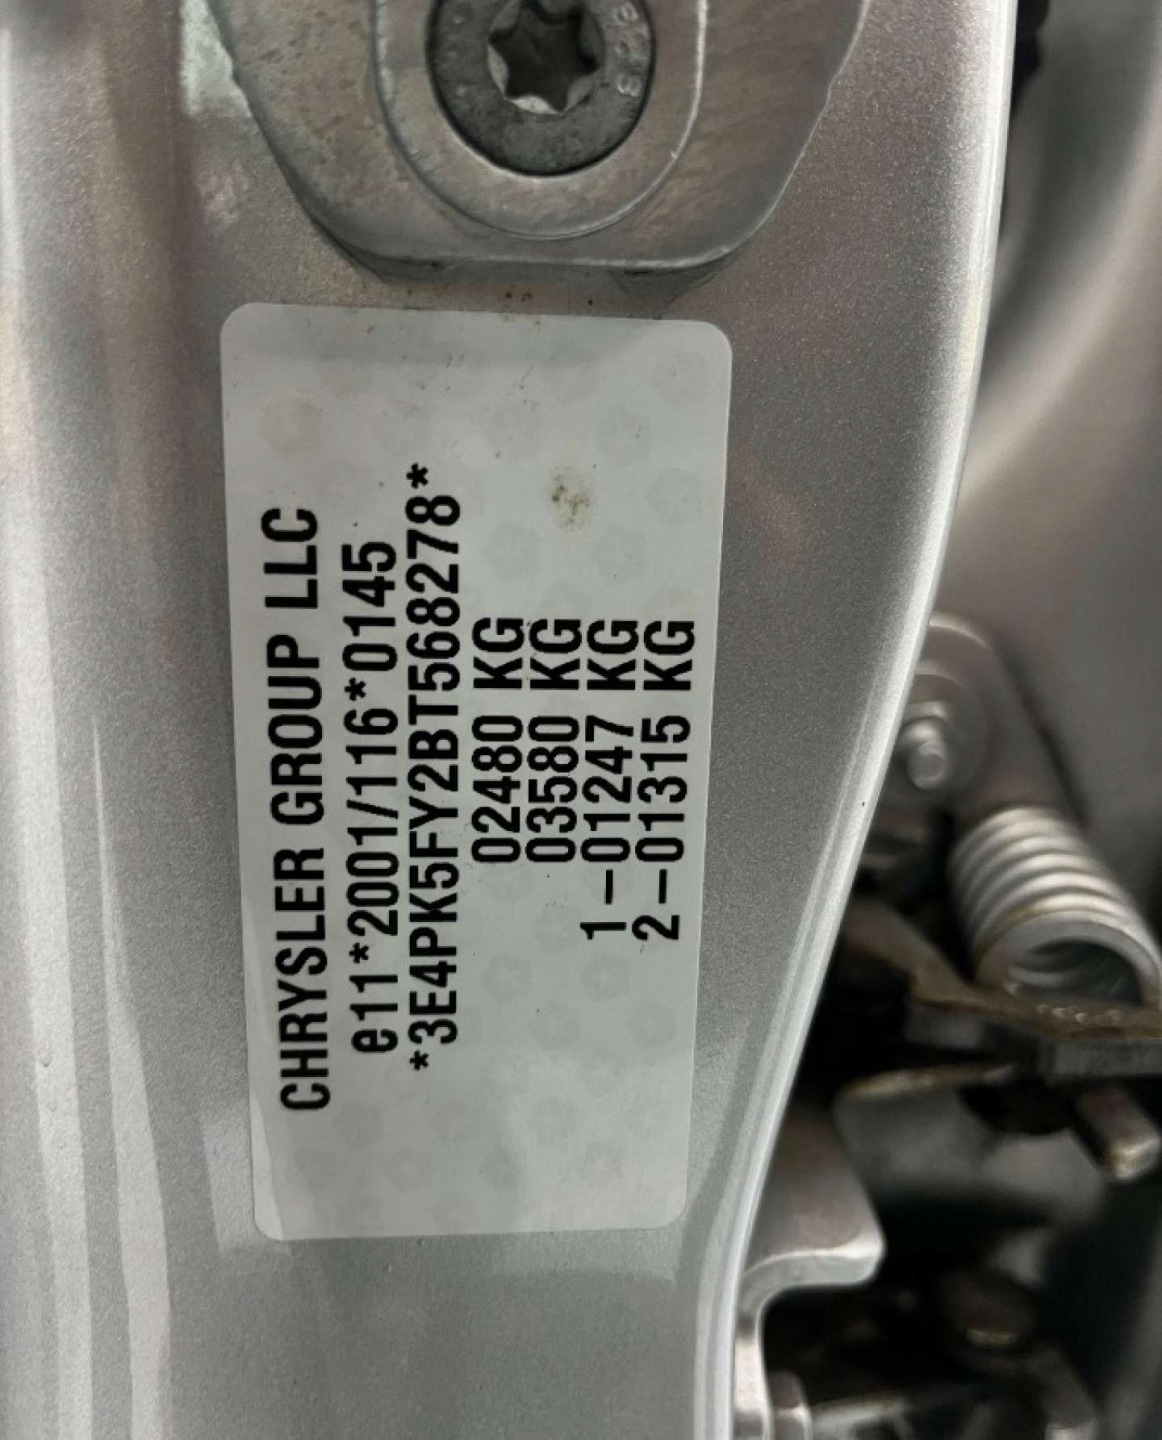 CHRYSLER GROUP LLC
e11*2001/116*0145
*3E4PK5FY2BT568278*
02480 KG
03580 KG
1-01247 KG
2-01315 KG